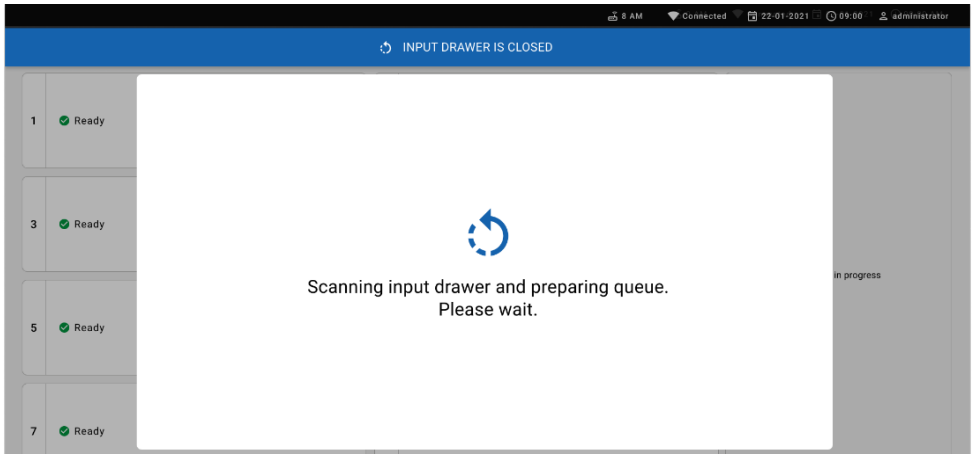 8 AM Connected 22-01-2021 09:00 administrator
INPUT DRAWER IS CLOSED
1 Ready
3 Ready
in progress
Scanning input drawer and preparing queue.
Please wait.
5 Ready
7 Ready